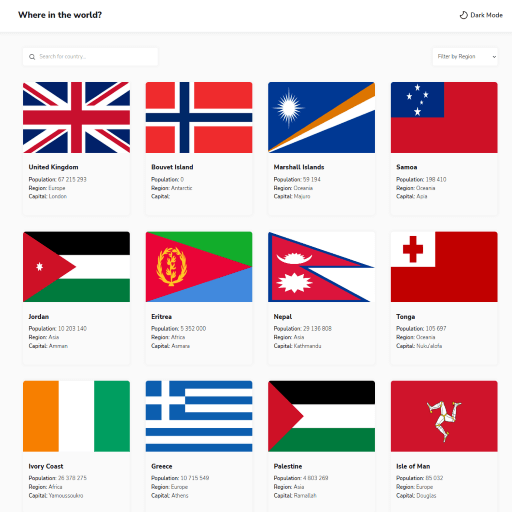 Where in the world?
Dark Mode
Search for country...
Filter by Region
United Kingdom
Population: 67 215 293
Region: Europe
Capital: London
Bouvet Island
Population: 0
Region: Antarctic
Capital:
Marshall Islands
Population: 59 194
Region: Oceania
Capital: Majuro
Samoa
Population: 198 410
Region: Oceania
Capital: Apia
Jordan
Population: 10 203 140
Region: Asia
Capital: Amman
Eritrea
Population: 5 352 000
Region: Africa
Capital: Asmara
Nepal
Population: 29 136 808
Region: Asia
Capital: Kathmandu
Tonga
Population: 105 697
Region: Oceania
Capital: Nuku'alofa
Ivory Coast
Population: 26 378 275
Region: Africa
Capital: Yamoussoukro
Greece
Population: 10 715 549
Region: Europe
Capital: Athens
Palestine
Population: 4 803 269
Region: Asia
Capital: Ramallah
Isle of Man
Population: 85 032
Region: Europe
Capital: Douglas